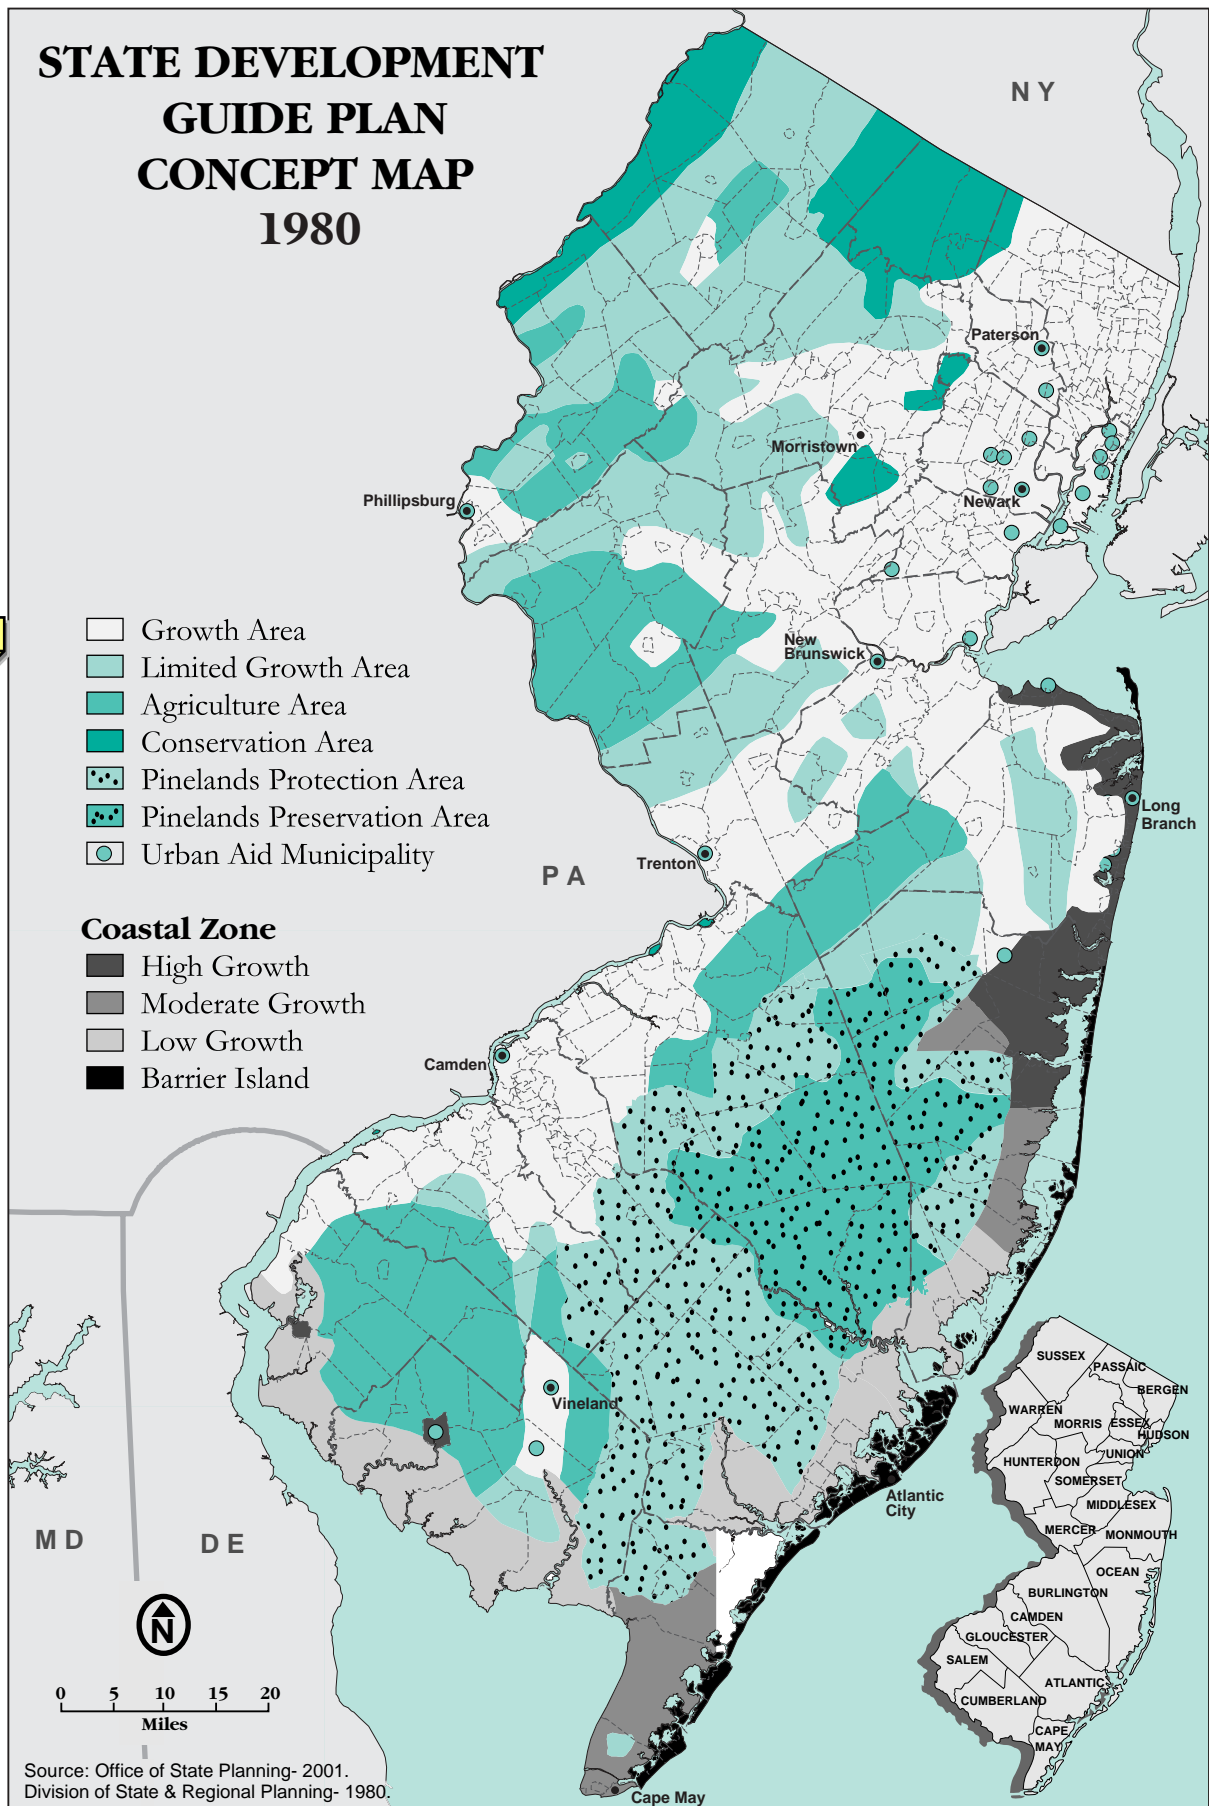 STATE DEVELOPMENT
GUIDE PLAN
CONCEPT MAP
1980
N Y
Paterson
Morristown
Phillipsburg
Newark
New
Brunswick
Growth Area
Limited Growth Area
Agriculture Area
Conservation Area
Pinelands Protection Area
Pinelands Preservation Area
Urban Aid Municipality
Long
Branch
Trenton
P A
Coastal Zone
High Growth
Moderate Growth
Low Growth
Barrier Island
Camden
Vineland
Atlantic
City
M D
D E
N
0 5 10 15 20
Miles
Cape May
SUSSEX
PASSAIC
BERGEN
WARREN
MORRIS
ESSEX
HUDSON
HUNTERDON
UNION
SOMERSET
MIDDLESEX
MERCER
MONMOUTH
OCEAN
BURLINGTON
CAMDEN
GLOUCESTER
SALEM
ATLANTIC
CUMBERLAND
CAPE
MAY
Source: Office of State Planning- 2001.
Division of State & Regional Planning- 1980.